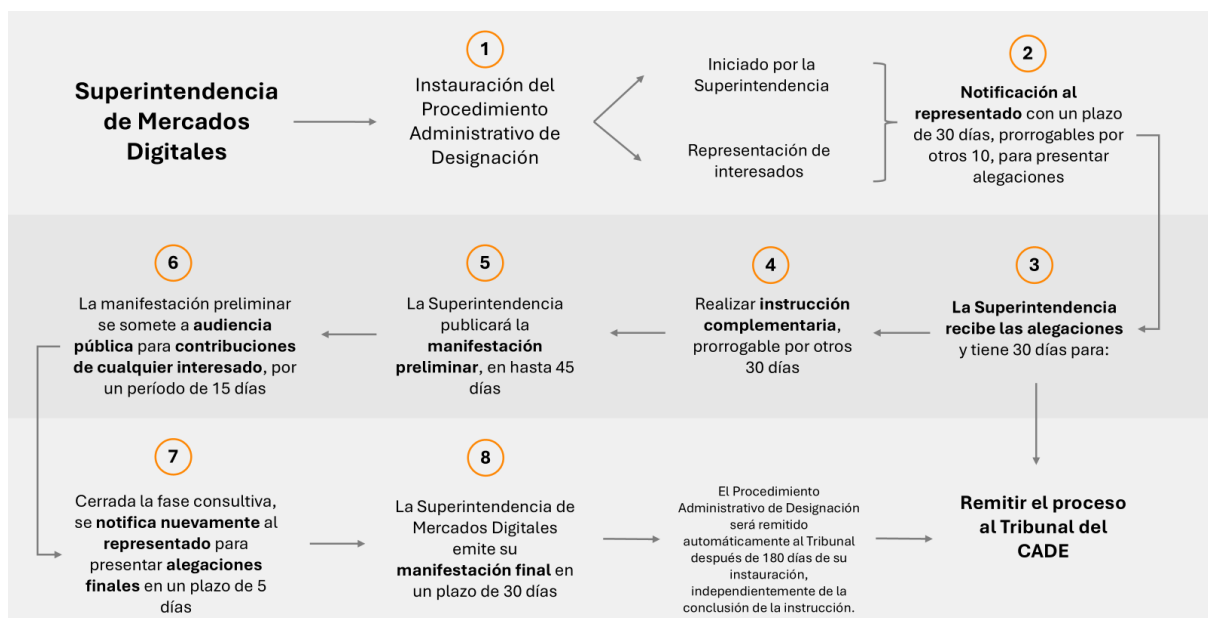 Superintendencia
de Mercados
Digitales
1
Instauración del
Procedimiento
Administrativo de
Designación
Iniciado por la
Superintendencia
Representación de
interesados
2
Notificación al
representado con un plazo
de 30 días, prorrogables por
otros 10, para presentar
alegaciones
3
La Superintendencia
recibe las alegaciones
y tiene 30 días para:
4
Realizar instrucción
complementaria,
prorrogable por otros
30 días
5
La Superintendencia
publicará la
manifestación
preliminar, en hasta 45
días
6
La manifestación preliminar
se somete a audiencia
pública para contribuciones
de cualquier interesado, por
un período de 15 días
7
Cerrada la fase consultiva,
se notifica nuevamente al
representado para
presentar alegaciones
finales en un plazo de 5
días
8
La Superintendencia de
Mercados Digitales
emite su
manifestación final en
un plazo de 30 días
El Procedimiento
Administrativo de Designación
será remitido
automáticamente al Tribunal
después de 180 días de su
instauración,
independientemente de la
conclusión de la instrucción.
Remitir el proceso
al Tribunal del
CADE